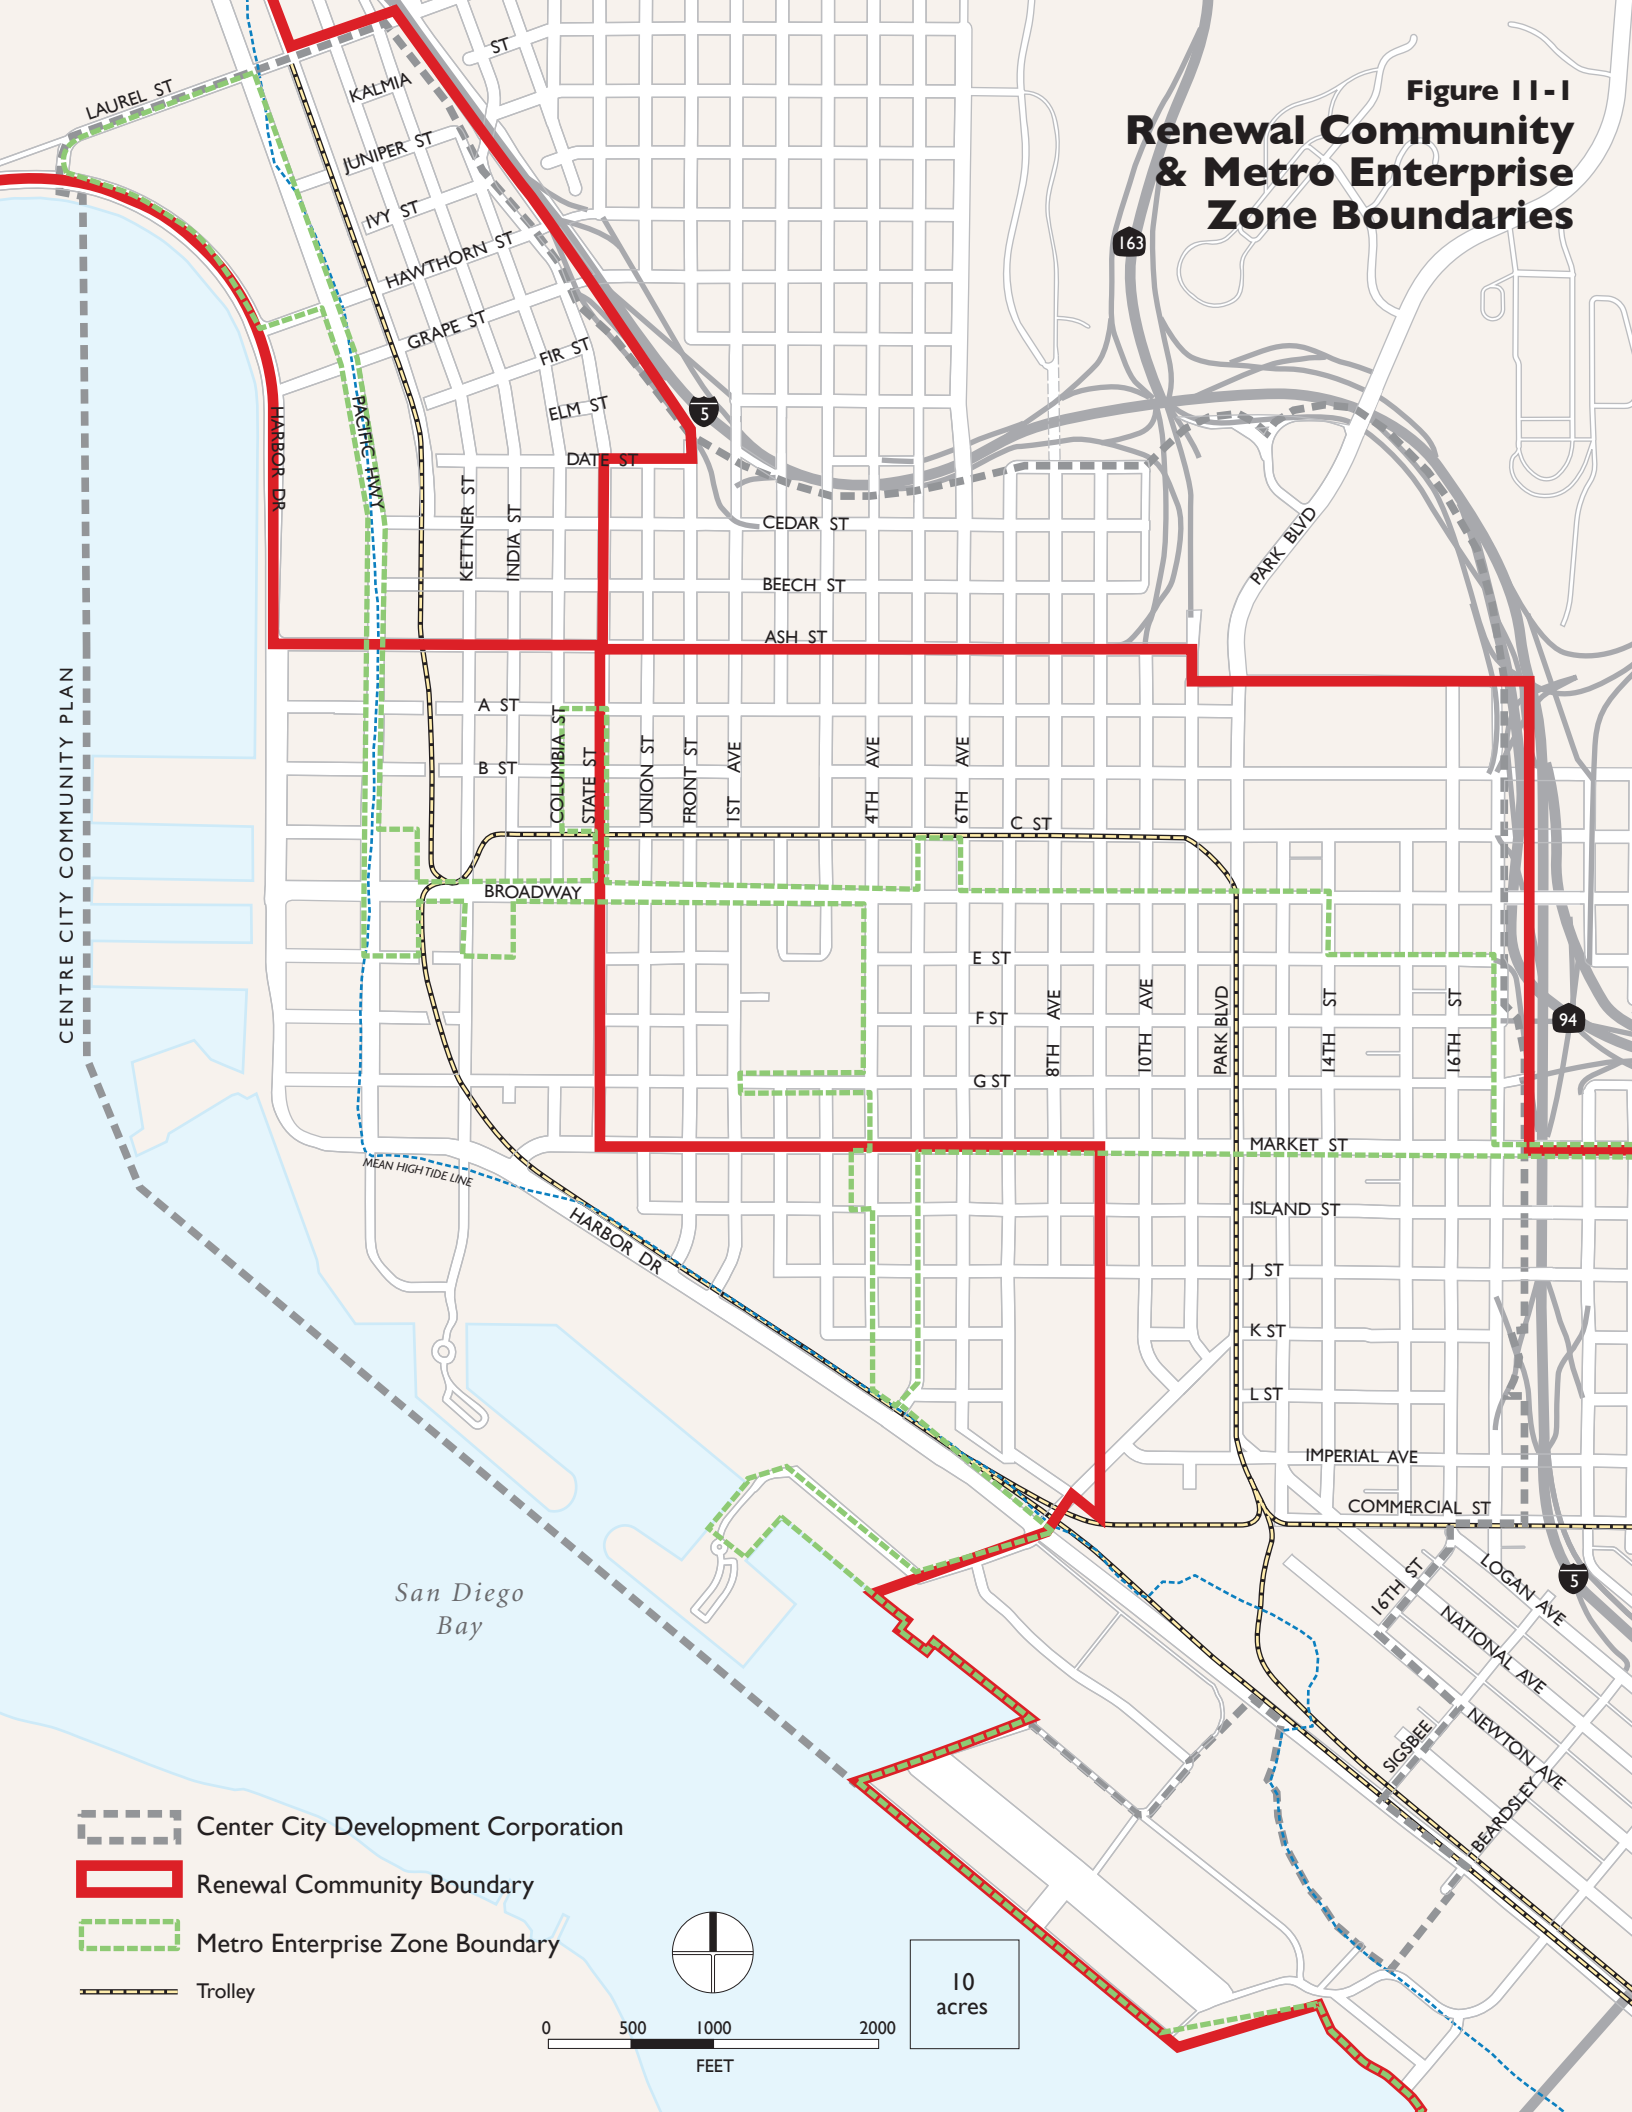 Figure 11-1
Renewal Community
& Metro Enterprise
Zone Boundaries
ST
KALMIA
LAUREL ST
JUNIPER ST
IVY ST
HAWTHORN ST
GRAPE ST
FIR ST
ELM ST
DATE ST
163
5
HARBOR DR
PACIFIC HWY
KETTNER ST
INDIA ST
CEDAR ST
BEECH ST
ASH ST
PARK BLVD
CENTRE CITY COMMUNITY PLAN
A ST
B ST
COLUMBIA ST
STATE ST
UNION ST
FRONT ST
1ST AVE
4TH AVE
6TH AVE
C ST
BROADWAY
E ST
F ST
G ST
8TH AVE
10TH AVE
PARK BLVD
14TH ST
16TH ST
94
MARKET ST
MEAN HIGH TIDE LINE
HARBOR DR
ISLAND ST
J ST
K ST
L ST
IMPERIAL AVE
COMMERCIAL ST
5
16TH ST
LOGAN AVE
NATIONAL AVE
SIGSBEE
NEWTON AVE
BEARDSLEY
San Diego
Bay
Center City Development Corporation
Renewal Community Boundary
Metro Enterprise Zone Boundary
Trolley
0 500 1000 2000
FEET
10
acres